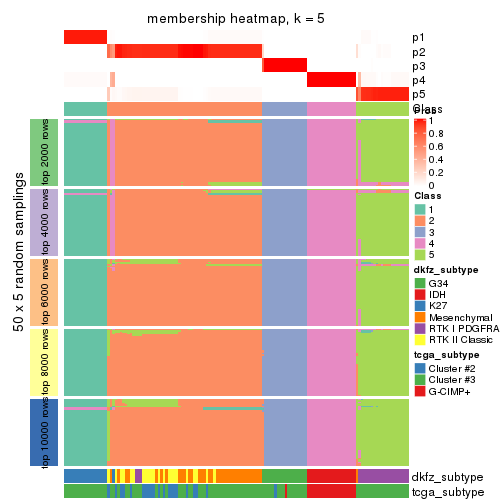 membership heatmap, k = 5
p1
p2
p3
p4
p5
Class
Prob
1
0.8
0.6
0.4
0.2
0
Class
1
2
3
4
5
dkfz_subtype
G34
IDH
K27
Mesenchymal
RTK I PDGFRA
RTK II Classic
tcga_subtype
Cluster #2
Cluster #3
G-CIMP+
50 x 5 random samplings
top 2000 rows
top 4000 rows
top 6000 rows
top 8000 rows
top 10000 rows
dkfz_subtype
tcga_subtype